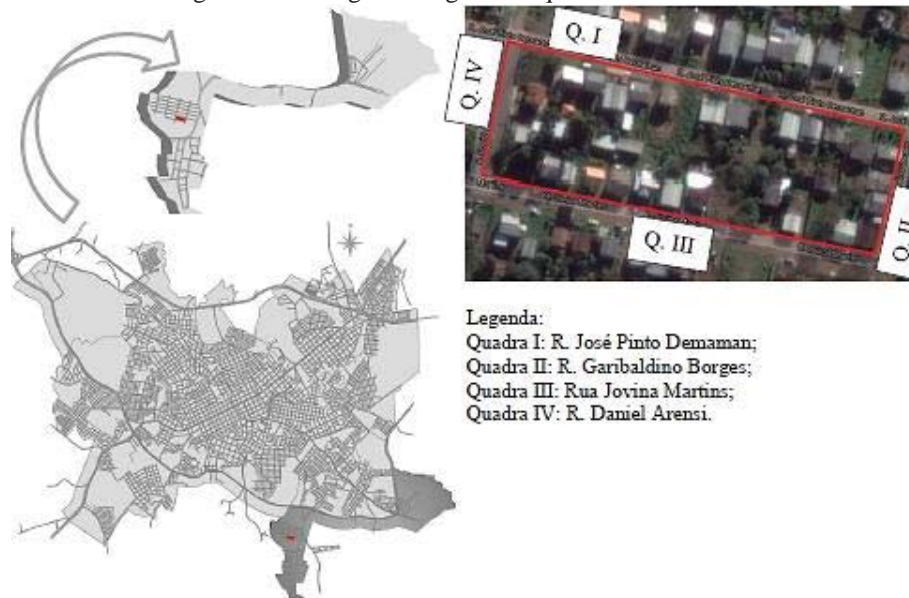 Q. I
Q. IV
Q. III
Q. II
Legenda:
Quadra I: R. José Pinto Demaman;
Quadra II: R. Garibaldino Borges;
Quadra III: Rua Jovina Martins;
Quadra IV: R. Daniel Arensi.